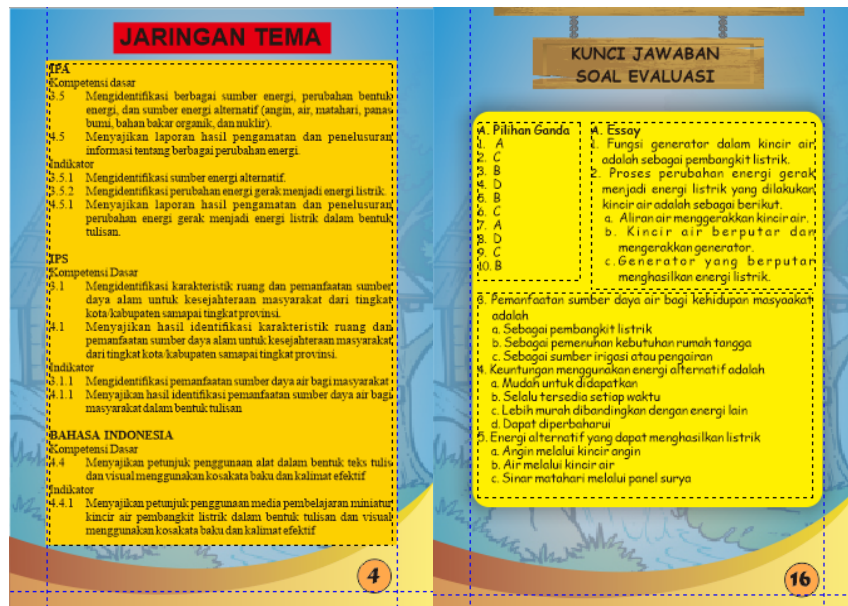 JARINGAN TEMA
IPA
Kompetensi dasar
3.5 Mengidentifikasi berbagai sumber energi, perubahan bentuk
energi, dan sumber energi alternatif (angin, air, matahari, panas
bumi, bahan bakar organik, dan nuklir).
4.5 Menyajikan laporan hasil pengamatan dan penelusuran
informasi tentang berbagai perubahan energi.
Indikator
3.5.1 Mengidentifikasi sumber energi alternatif.
3.5.2 Mengidentifikasi perubahan energi gerak menjadi energi listrik.
4.5.1 Menyajikan laporan hasil pengamatan dan penelusuran
perubahan energi gerak menjadi energi listrik dalam bentuk
tulisan.
IPS
Kompetensi Dasar
3.1 Mengidentifikasi karakteristik ruang dan pemanfaatan sumber
daya alam untuk kesejahteraan masyarakat dari tingkat
kota/kabupaten samapai tingkat provinsi.
4.1 Menyajikan hasil identifikasi karakteristik ruang dan
pemanfaatan sumber daya alam untuk kesejahteraan masyarakat
dari tingkat kota/kabupaten samapai tingkat provinsi.
Indikator
3.1.1 Mengidentifikasi pemanfaatan sumber daya air bagi masyarakat
4.1.1 Menyajikan hasil identifikasi pemanfaatan sumber daya air bagi
masyarakat dalam bentuk tulisan
BAHASA INDONESIA
Kompetensi Dasar
4.4 Menyajikan petunjuk penggunaan alat dalam bentuk teks tulis
dan visual menggunakan kosakata baku dan kalimat efektif
Indikator
4.4.1 Menyajikan petunjuk penggunaan media pembelajaran miniatur
kincir air pembangkit listrik dalam bentuk tulisan dan visual
menggunakan kosakata baku dan kalimat efektif
4
KUNCI JAWABAN
SOAL EVALUASI
A. Pilihan Ganda
1. A
2. C
3. B
4. D
5. B
6. C
7. A
8. D
9. C
10. B
A. Essay
1. Fungsi generator dalam kincir air
adalah sebagai pembangkit listrik.
2. Proses perubahan energi gerak
menjadi energi listrik yang dilakukan
kincir air adalah sebagai berikut.
a. Aliran air menggerakkan kincir air.
b. Kincir air berputar dan
mengerakkan generator.
c. Generator yang berputar
menghasilkan energi listrik.
3. Pemanfaatan sumber daya air bagi kehidupan masyaakat
adalah
a. Sebagai pembangkit listrik
b. Sebagai pemenuhan kebutuhan rumah tangga
c. Sebagai sumber irigasi atau pengairan
4. Keuntungan menggunakan energi alternatif adalah
a. Mudah untuk didapatkan
b. Selalu tersedia setiap waktu
c. Lebih murah dibandingkan dengan energi lain
d. Dapat diperbaharui
5. Energi alternatif yang dapat menghasilkan listrik
a. Angin melalui kincir angin
b. Air melalui kincir air
c. Sinar matahari melalui panel surya
16